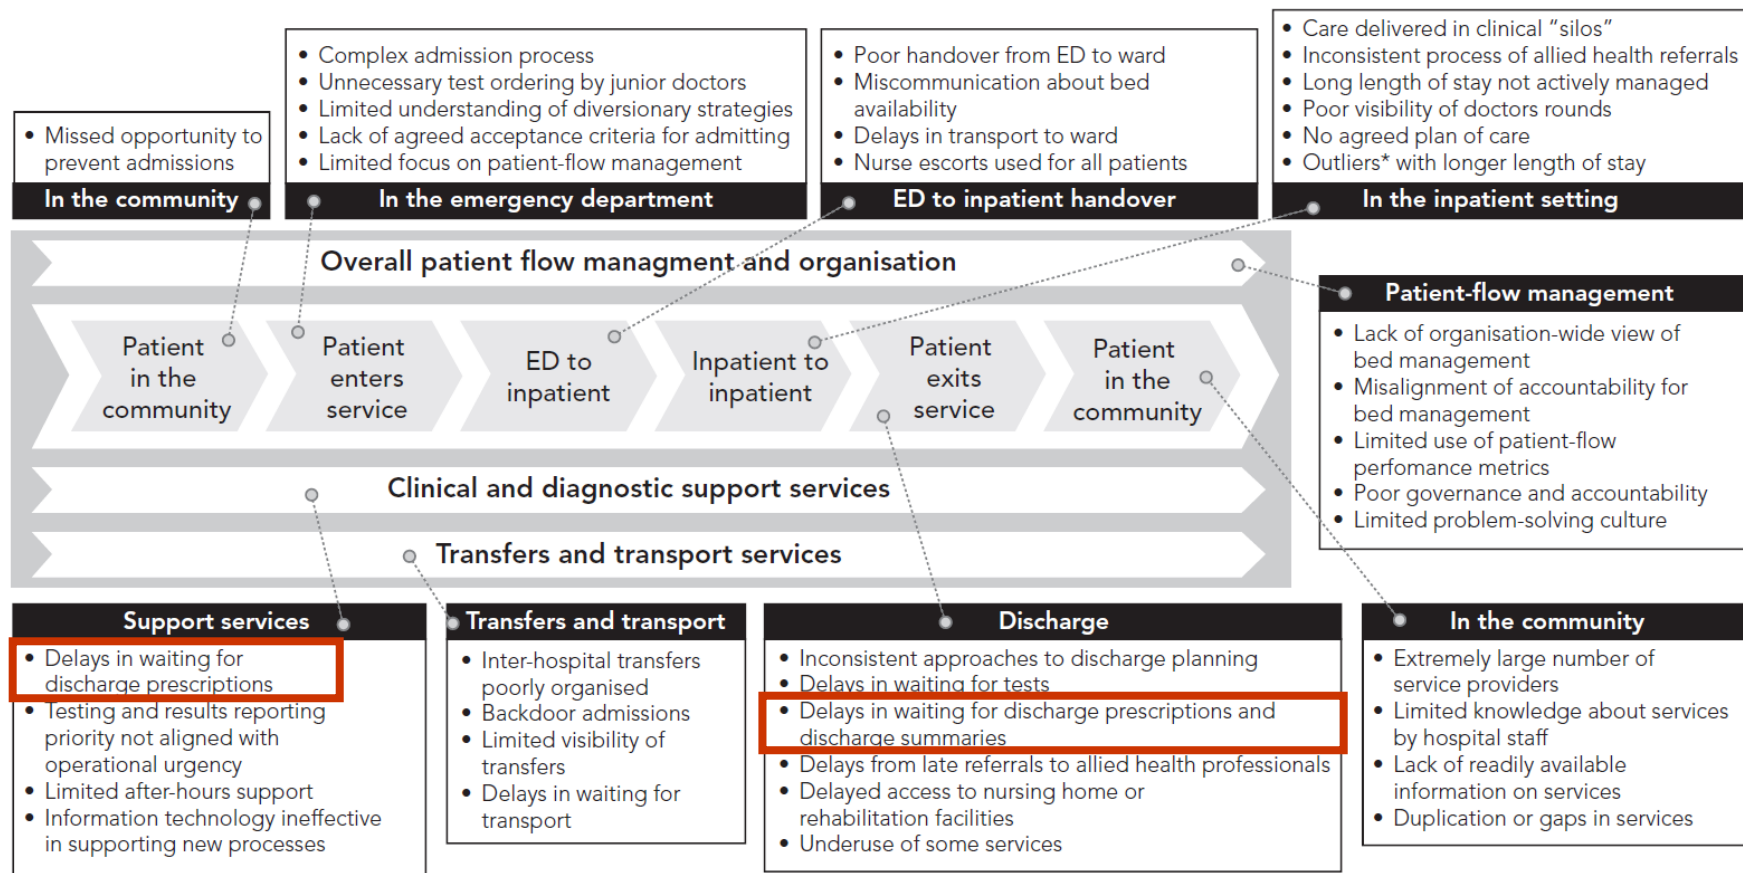 • Missed opportunity to
prevent admissions
In the community
• Complex admission process
• Unnecessary test ordering by junior doctors
• Limited understanding of diversionary strategies
• Lack of agreed acceptance criteria for admitting
• Limited focus on patient-flow management
In the emergency department
• Poor handover from ED to ward
• Miscommunication about bed
availability
• Delays in transport to ward
• Nurse escorts used for all patients
ED to inpatient handover
• Care delivered in clinical “silos”
• Inconsistent process of allied health referrals
• Long length of stay not actively managed
• Poor visibility of doctors rounds
• No agreed plan of care
• Outliers* with longer length of stay
In the inpatient setting
Overall patient flow managment and organisation
Patient
in the
community
Patient
enters
service
ED to
inpatient
Inpatient to
inpatient
Patient
exits
service
Patient
in the
community
Clinical and diagnostic support services
Transfers and transport services
Patient-flow management
• Lack of organisation-wide view of
bed management
• Misalignment of accountability for
bed management
• Limited use of patient-flow
perfomance metrics
• Poor governance and accountability
• Limited problem-solving culture
Support services
• Delays in waiting for
discharge prescriptions
• Testing and results reporting
priority not aligned with
operational urgency
• Limited after-hours support
• Information technology ineffective
in supporting new processes
Transfers and transport
• Inter-hospital transfers
poorly organised
• Backdoor admissions
• Limited visibility of
transfers
• Delays in waiting for
transport
Discharge
• Inconsistent approaches to discharge planning
• Delays in waiting for tests
• Delays in waiting for discharge prescriptions and
discharge summaries
• Delays from late referrals to allied health professionals
• Delayed access to nursing home or
rehabilitation facilities
• Underuse of some services
In the community
• Extremely large number of
service providers
• Limited knowledge about services
by hospital staff
• Lack of readily available
information on services
• Duplication or gaps in services